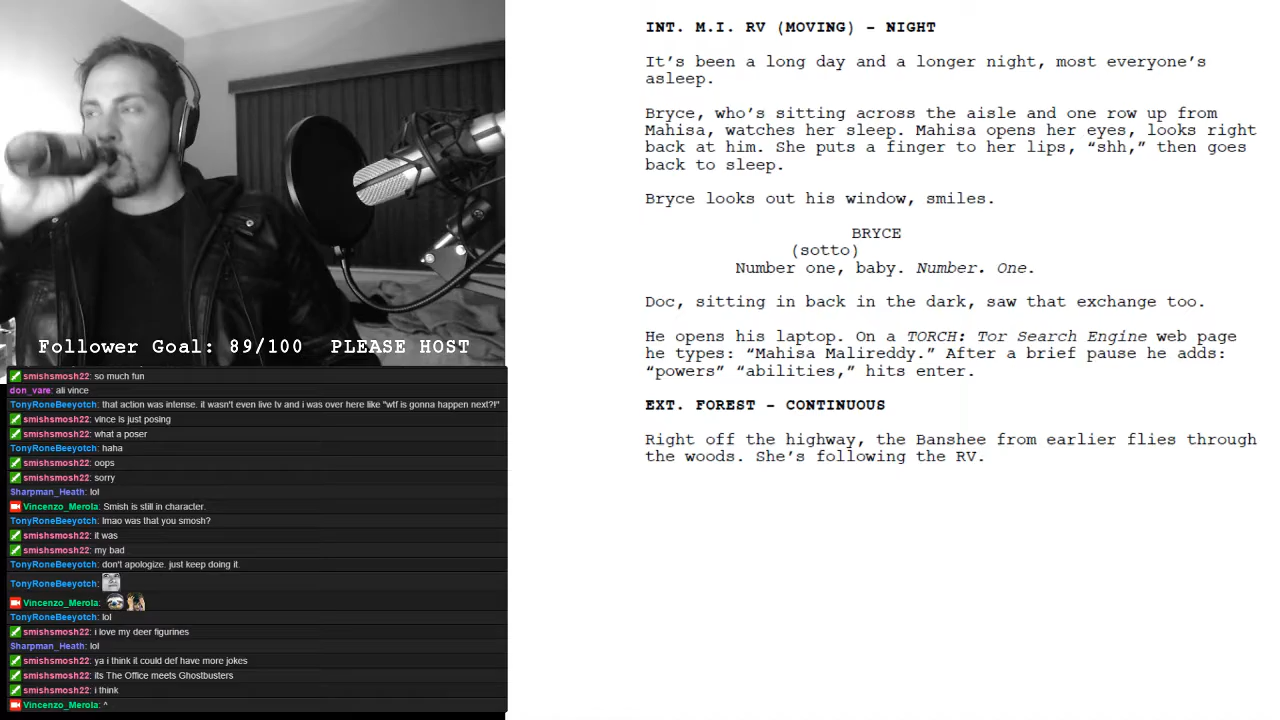 INT. M.I. RV (MOVING) – NIGHT
It’s been a long day and a longer night, most everyone’s
asleep.
Bryce, who’s sitting across the aisle and one row up from
Mahisa, watches her sleep. Mahisa opens her eyes, looks right
back at him. She puts a finger to her lips, “shh,” then goes
back to sleep.
Bryce looks out his window, smiles.
BRYCE
(sotto)
Number one, baby. Number. One.
Doc, sitting in back in the dark, saw that exchange too.
He opens his laptop. On a TORCH: Tor Search Engine web page
he types: “Mahisa Malireddy.” After a brief pause he adds:
“powers” “abilities,” hits enter.
EXT. FOREST – CONTINUOUS
Right off the highway, the Banshee from earlier flies through
the woods. She’s following the RV.
Follower Goal: 89/100 PLEASE HOST
smishsmosh22: so much fun
don_vare: ali vince
TonyRoneBeeyotch: that action was intense. it wasn't even live tv and i was over here like "wtf is gonna happen next?!"
smishsmosh22: vince is just posing
smishsmosh22: what a poser
TonyRoneBeeyotch: haha
smishsmosh22: oops
smishsmosh22: sorry
Sharpman_Heath: lol
Vincenzo_Merola: Smish is still in character.
TonyRoneBeeyotch: lmao was that you smosh?
smishsmosh22: it was
smishsmosh22: my bad
TonyRoneBeeyotch: don't apologize. just keep doing it.
TonyRoneBeeyotch:
Vincenzo_Merola:
TonyRoneBeeyotch: lol
smishsmosh22: i love my deer figurines
Sharpman_Heath: lol
smishsmosh22: ya i think it could def have more jokes
smishsmosh22: its The Office meets Ghostbusters
smishsmosh22: i think
Vincenzo_Merola: ^